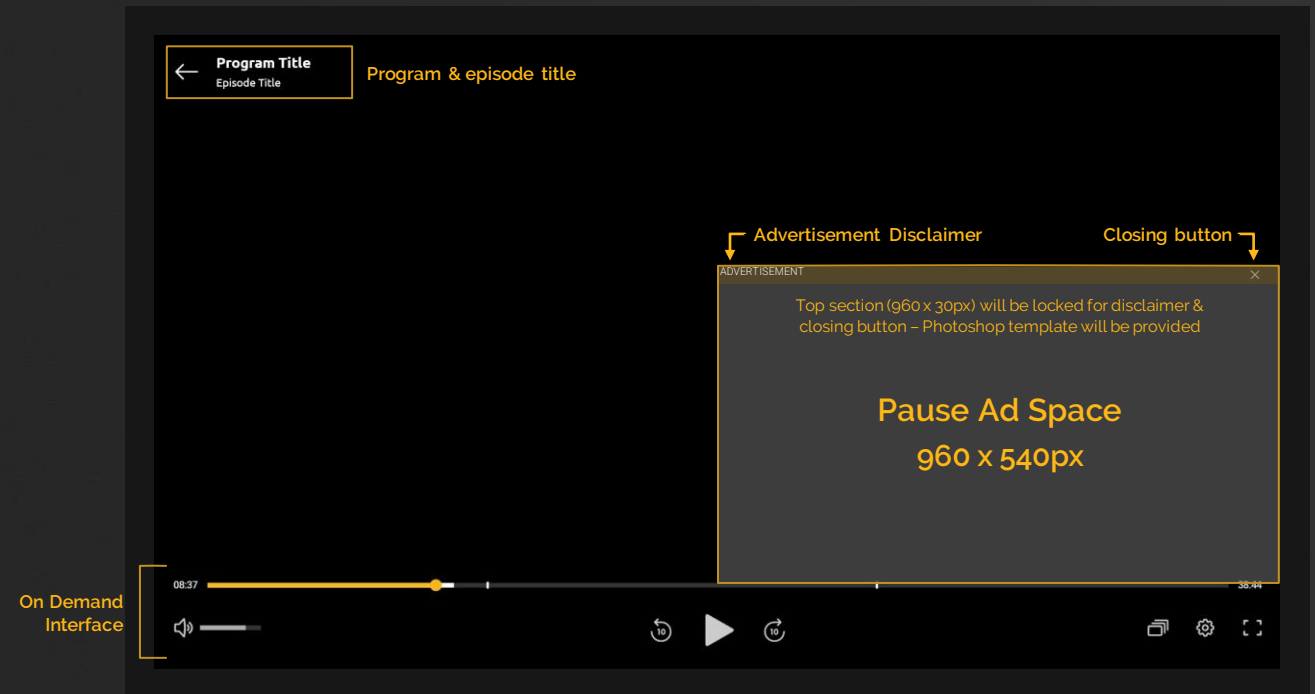 Program Title
Episode Title
Program & episode title
Advertisement Disclaimer
Closing button
ADVERTISEMENT
Top section (960 x 30px) will be locked for disclaimer &
closing button – Photoshop template will be provided
Pause Ad Space
960 x 540px
08:37
38:44
On Demand
Interface
10
10